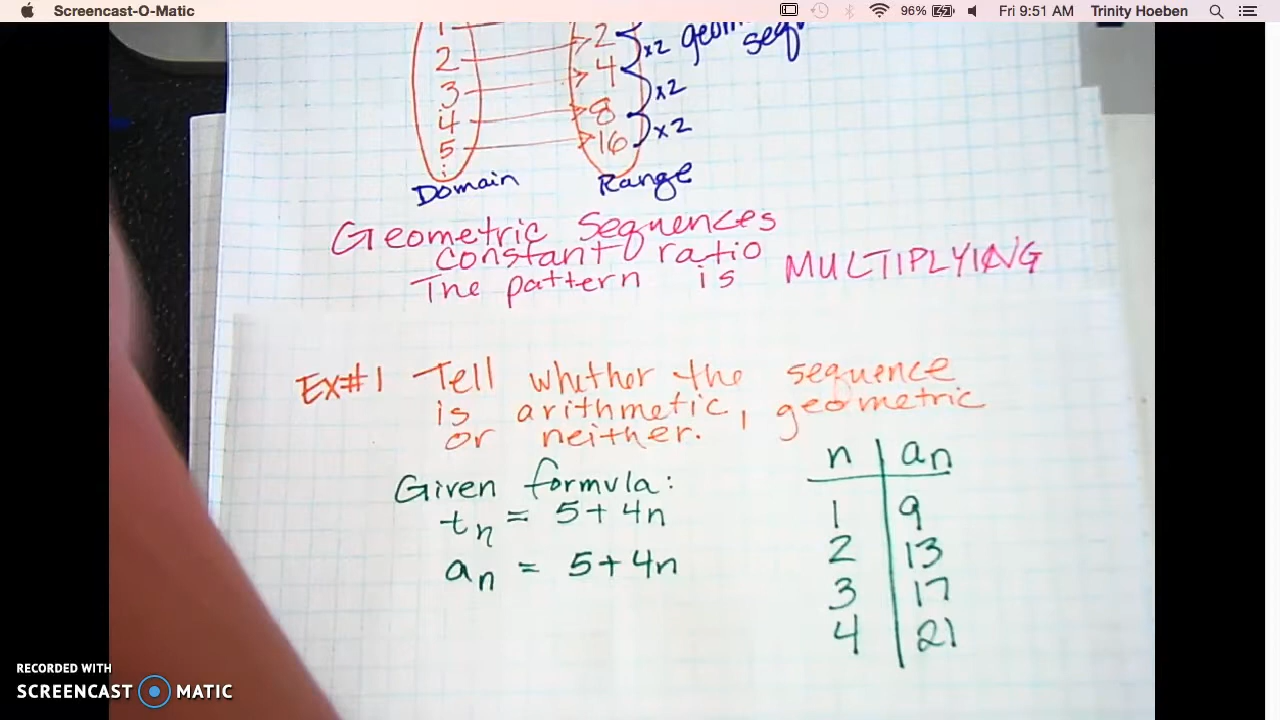 Screencast-O-Matic 96% Fri 9:51 AM Trinity Hoeben
1 2
2 4
3 8
4 16
5
x2
x2
x2
Domain Range
Geometric Sequences
constant ratio
The pattern is MULTIPLYING
Ex#1 Tell whether the sequence
is arithmetic, geometric
or neither.
Given formula:
tn = 5+4n
an = 5+4n
n an
1 9
2 13
3 17
4 21
RECORDED WITH
SCREENCAST MATIC